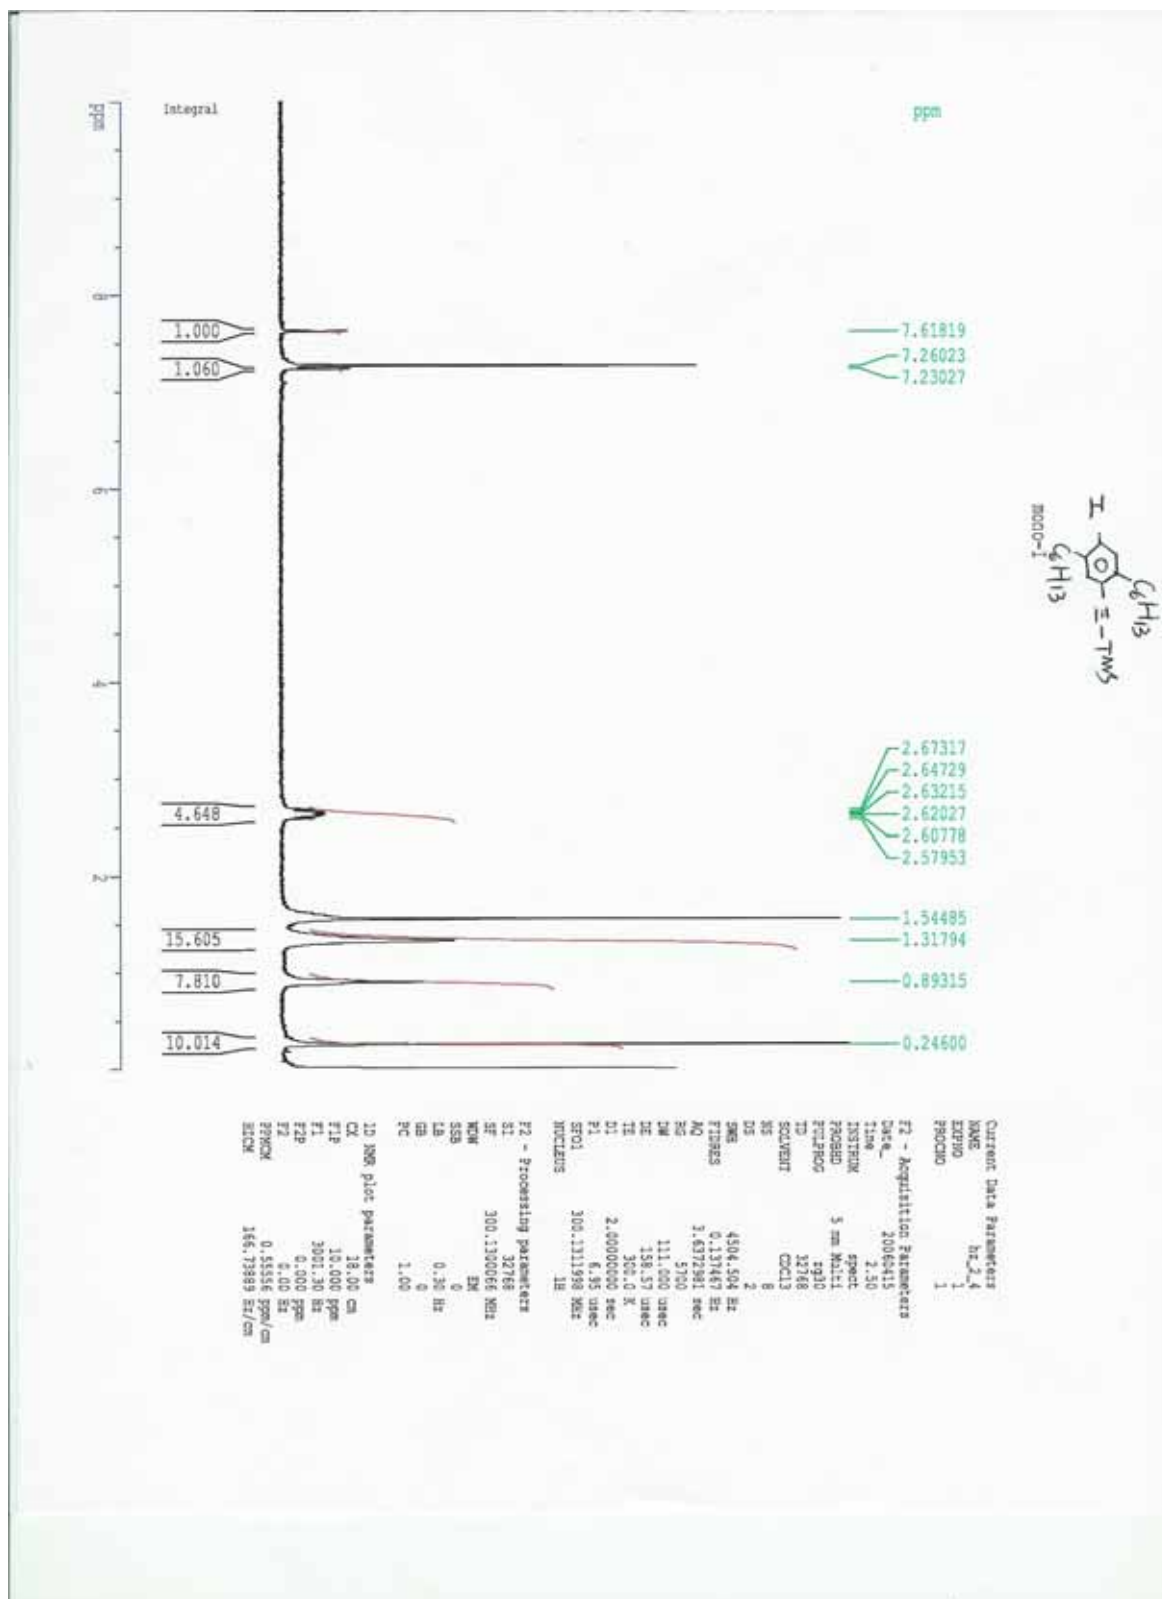 ppm
7.61819
7.26023
7.23027
2.67317
2.64729
2.63215
2.62027
2.60778
2.57953
1.54485
1.31794
0.89315
0.24600
I
C6H13
C6H13
≡-TMS
mono-I
Integral
1.000
1.060
4.648
15.605
7.810
10.014
ppm
8
6
4
2
Current Data Parameters
NAME hz_2_4
EXPNO 1
PROCNO 1
F2 - Acquisition Parameters
Date_ 20060415
Time 2.50
INSTRUM spect
PROBHD 5 mm Multi
PULPROG zg30
TD 32768
SOLVENT CDCl3
NS 8
DS 2
SWH 4504.504 Hz
FIDRES 0.137467 Hz
AQ 3.6372981 sec
RG 5700
DW 111.000 usec
DE 158.57 usec
TE 300.0 K
D1 2.00000000 sec
P1 6.95 usec
SFO1 300.1311998 MHz
NUCLEUS 1H
F2 - Processing parameters
SI 32768
SF 300.1300066 MHz
WDW EM
SSB 0
LB 0.30 Hz
GB 0
PC 1.00
1D NMR plot parameters
CX 18.00 cm
F1P 10.000 ppm
F1 3001.30 Hz
F2P 0.000 ppm
F2 0.00 Hz
PPMCM 0.55556 ppm/cm
HZCM 166.73889 Hz/cm